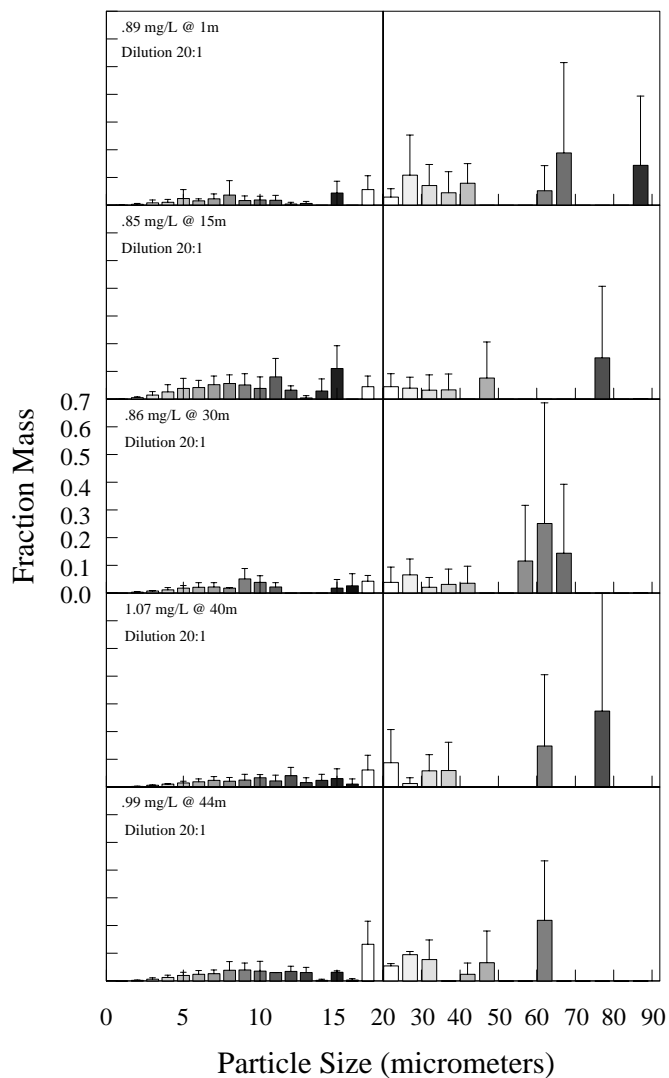 .89 mg/L @ 1m
Dilution 20:1
.85 mg/L @ 15m
Dilution 20:1
0.7
0.6
0.5
0.4
0.3
0.2
0.1
0.0
Fraction Mass
.86 mg/L @ 30m
Dilution 20:1
1.07 mg/L @ 40m
Dilution 20:1
.99 mg/L @ 44m
Dilution 20:1
0 5 10 15 20 30 40 50 60 70 80 90
Particle Size (micrometers)